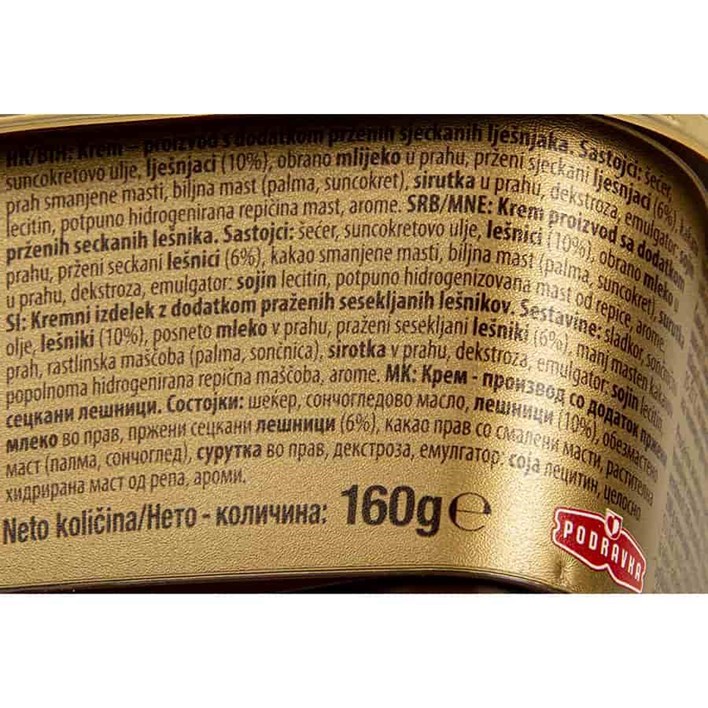 HR/BIH: Krem – proizvod s dodatkom prženih sjeckanih lješnjaka. Sastojci: šećer,
suncokretovo ulje, lješnjaci (10%), obrano mlijeko u prahu, prženi sjeckani lješnjaci (6%), kakao
prah smanjene masti, biljna mast (palma, suncokret), sirutka u prahu, dekstroza, emulgator: sojin
lecitin, potpuno hidrogenirana repičina mast, arome. SRB/MNE: Krem proizvod sa dodatkom
prženih seckanih lešnika. Sastojci: šećer, suncokretovo ulje, lešnici (10%), obrano mleko u
prahu, prženi seckani lešnici (6%), kakao smanjene masti, biljna mast (palma, suncokret), surutka
u prahu, dekstroza, emulgator: sojin lecitin, potpuno hidrogenizovana mast od repice, arome.
SI: Kremni izdelek z dodatkom praženih sesekljanih lešnikov. Sestavine: sladkor, sončnično
olje, lešniki (10%), posneto mleko v prahu, praženi sesekljani lešniki (6%), manj masten kakav
prah, rastlinska maščoba (palma, sončnica), sirotka v prahu, dekstroza, emulgator: sojin lecitin,
popolnoma hidrogenirana repična maščoba, arome. МК: Крем - производ со додаток пржени
сецкани лешници. Состојки: шеќер, сончогледово масло, лешници (10%), обезмастено
млеко во прав, пржени сецкани лешници (6%), какао прав со смалени масти, растителна
маст (палма, сончоглед), сурутка во прав, декстроза, емулгатор: соја лецитин, целосно
хидрирана маст од репа, ароми.
Neto količina/Нето - количина: 160g e
PODRAVKA